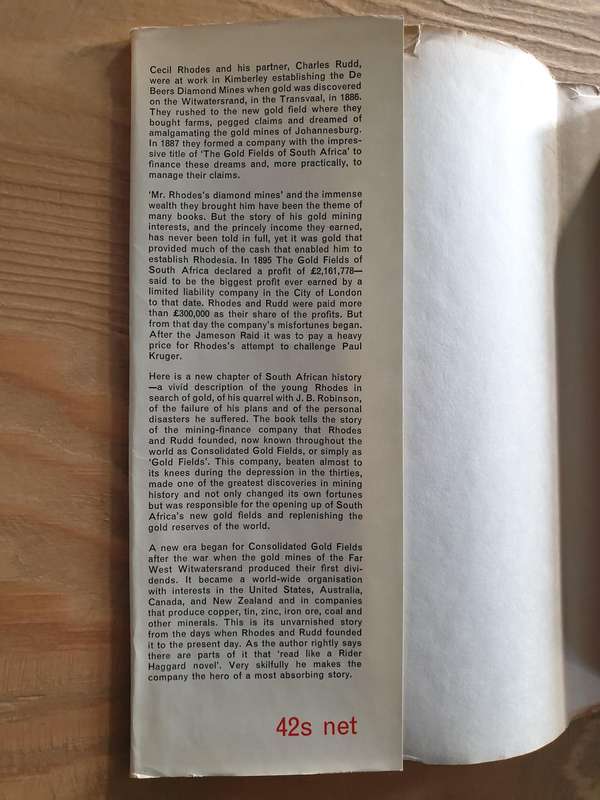 Cecil Rhodes and his partner, Charles Rudd,
were at work in Kimberley establishing the De
Beers Diamond Mines when gold was discovered
on the Witwatersrand, in the Transvaal, in 1886.
They rushed to the new gold field where they
bought farms, pegged claims and dreamed of
amalgamating the gold mines of Johannesburg.
In 1887 they formed a company with the impres-
sive title of 'The Gold Fields of South Africa' to
finance these dreams and, more practically, to
manage their claims.
'Mr. Rhodes's diamond mines' and the immense
wealth they brought him have been the theme of
many books. But the story of his gold mining
interests, and the princely income they earned,
has never been told in full, yet it was gold that
provided much of the cash that enabled him to
establish Rhodesia. In 1895 The Gold Fields of
South Africa declared a profit of £2,161,778—
said to be the biggest profit ever earned by a
limited liability company in the City of London
to that date. Rhodes and Rudd were paid more
than £300,000 as their share of the profits. But
from that day the company's misfortunes began.
After the Jameson Raid it was to pay a heavy
price for Rhodes's attempt to challenge Paul
Kruger.
Here is a new chapter of South African history
—a vivid description of the young Rhodes in
search of gold, of his quarrel with J. B. Robinson,
of the failure of his plans and of the personal
disasters he suffered. The book tells the story
of the mining-finance company that Rhodes
and Rudd founded, now known throughout the
world as Consolidated Gold Fields, or simply as
'Gold Fields'. This company, beaten almost to
its knees during the depression in the thirties,
made one of the greatest discoveries in mining
history and not only changed its own fortunes
but was responsible for the opening up of South
Africa's new gold fields and replenishing the
gold reserves of the world.
A new era began for Consolidated Gold Fields
after the war when the gold mines of the Far
West Witwatersrand produced their first divi-
dends. It became a world-wide organisation
with interests in the United States, Australia,
Canada, and New Zealand and in companies
that produce copper, tin, zinc, iron ore, coal and
other minerals. This is its unvarnished story
from the days when Rhodes and Rudd founded
it to the present day. As the author rightly says
there are parts of it that 'read like a Rider
Haggard novel'. Very skilfully he makes the
company the hero of a most absorbing story.
42s net